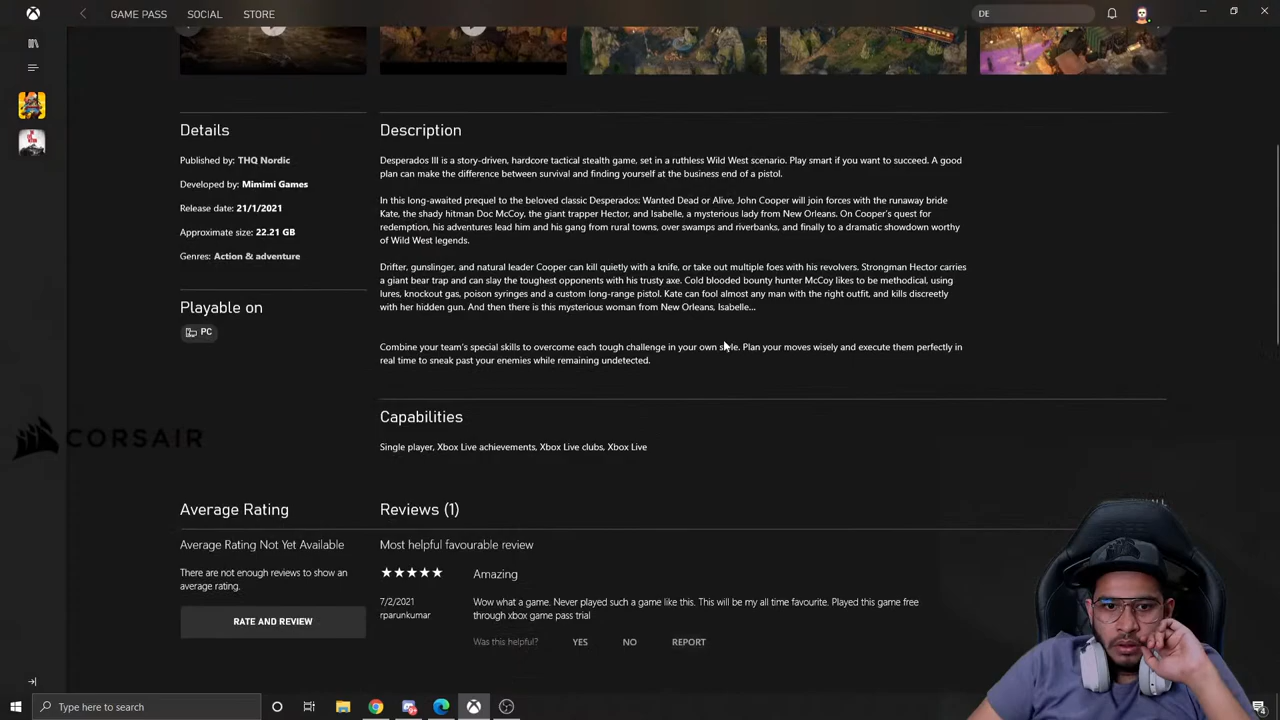 GAME PASS
SOCIAL
STORE
DE
Details
Published by: THQ Nordic
Developed by: Mimimi Games
Release date: 21/1/2021
Approximate size: 22.21 GB
Genres: Action & adventure
Playable on
PC
Description
Desperados III is a story-driven, hardcore tactical stealth game, set in a ruthless Wild West scenario. Play smart if you want to succeed. A good
plan can make the difference between survival and finding yourself at the business end of a pistol.
In this long-awaited prequel to the beloved classic Desperados: Wanted Dead or Alive, John Cooper will join forces with the runaway bride
Kate, the shady hitman Doc McCoy, the giant trapper Hector, and Isabelle, a mysterious lady from New Orleans. On Cooper's quest for
redemption, his adventures lead him and his gang from rural towns, over swamps and riverbanks, and finally to a dramatic showdown worthy
of Wild West legends.
Drifter, gunslinger, and natural leader Cooper can kill quietly with a knife, or take out multiple foes with his revolvers. Strongman Hector carries
a giant bear trap and can slay the toughest opponents with his trusty axe. Cold blooded bounty hunter McCoy likes to be methodical, using
lures, knockout gas, poison syringes and a custom long-range pistol. Kate can fool almost any man with the right outfit, and kills discreetly
with her hidden gun. And then there is this mysterious woman from New Orleans, Isabelle...
Combine your team's special skills to overcome each tough challenge in your own style. Plan your moves wisely and execute them perfectly in
real time to sneak past your enemies while remaining undetected.
Capabilities
Single player, Xbox Live achievements, Xbox Live clubs, Xbox Live
CORSAIR
Average Rating
Average Rating Not Yet Available
There are not enough reviews to show an
average rating.
RATE AND REVIEW
Reviews (1)
Most helpful favourable review
Amazing
7/2/2021
rparunkumar
Wow what a game. Never played such a game like this. This will be my all time favourite. Played this game free
through xbox game pass trial
Was this helpful?
YES
NO
REPORT
Type here to search